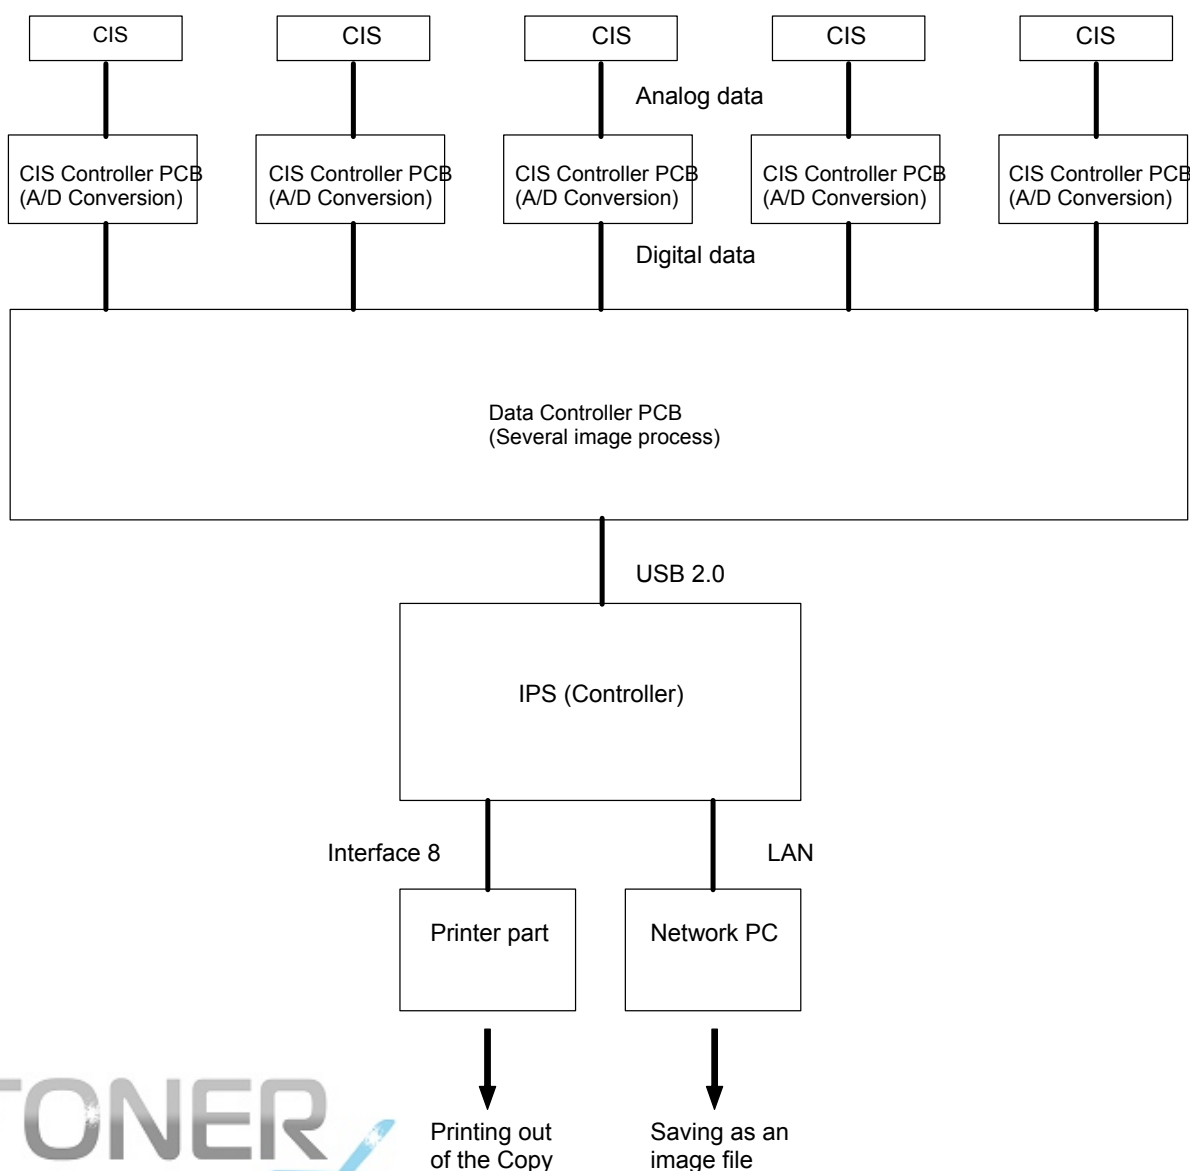 CIS
CIS
CIS
CIS
CIS
Analog data
CIS Controller PCB
(A/D Conversion)
CIS Controller PCB
(A/D Conversion)
CIS Controller PCB
(A/D Conversion)
CIS Controller PCB
(A/D Conversion)
CIS Controller PCB
(A/D Conversion)
Digital data
Data Controller PCB
(Several image process)
USB 2.0
IPS (Controller)
Interface 8
LAN
Printer part
Network PC
Printing out
of the Copy
Saving as an
image file
TONER